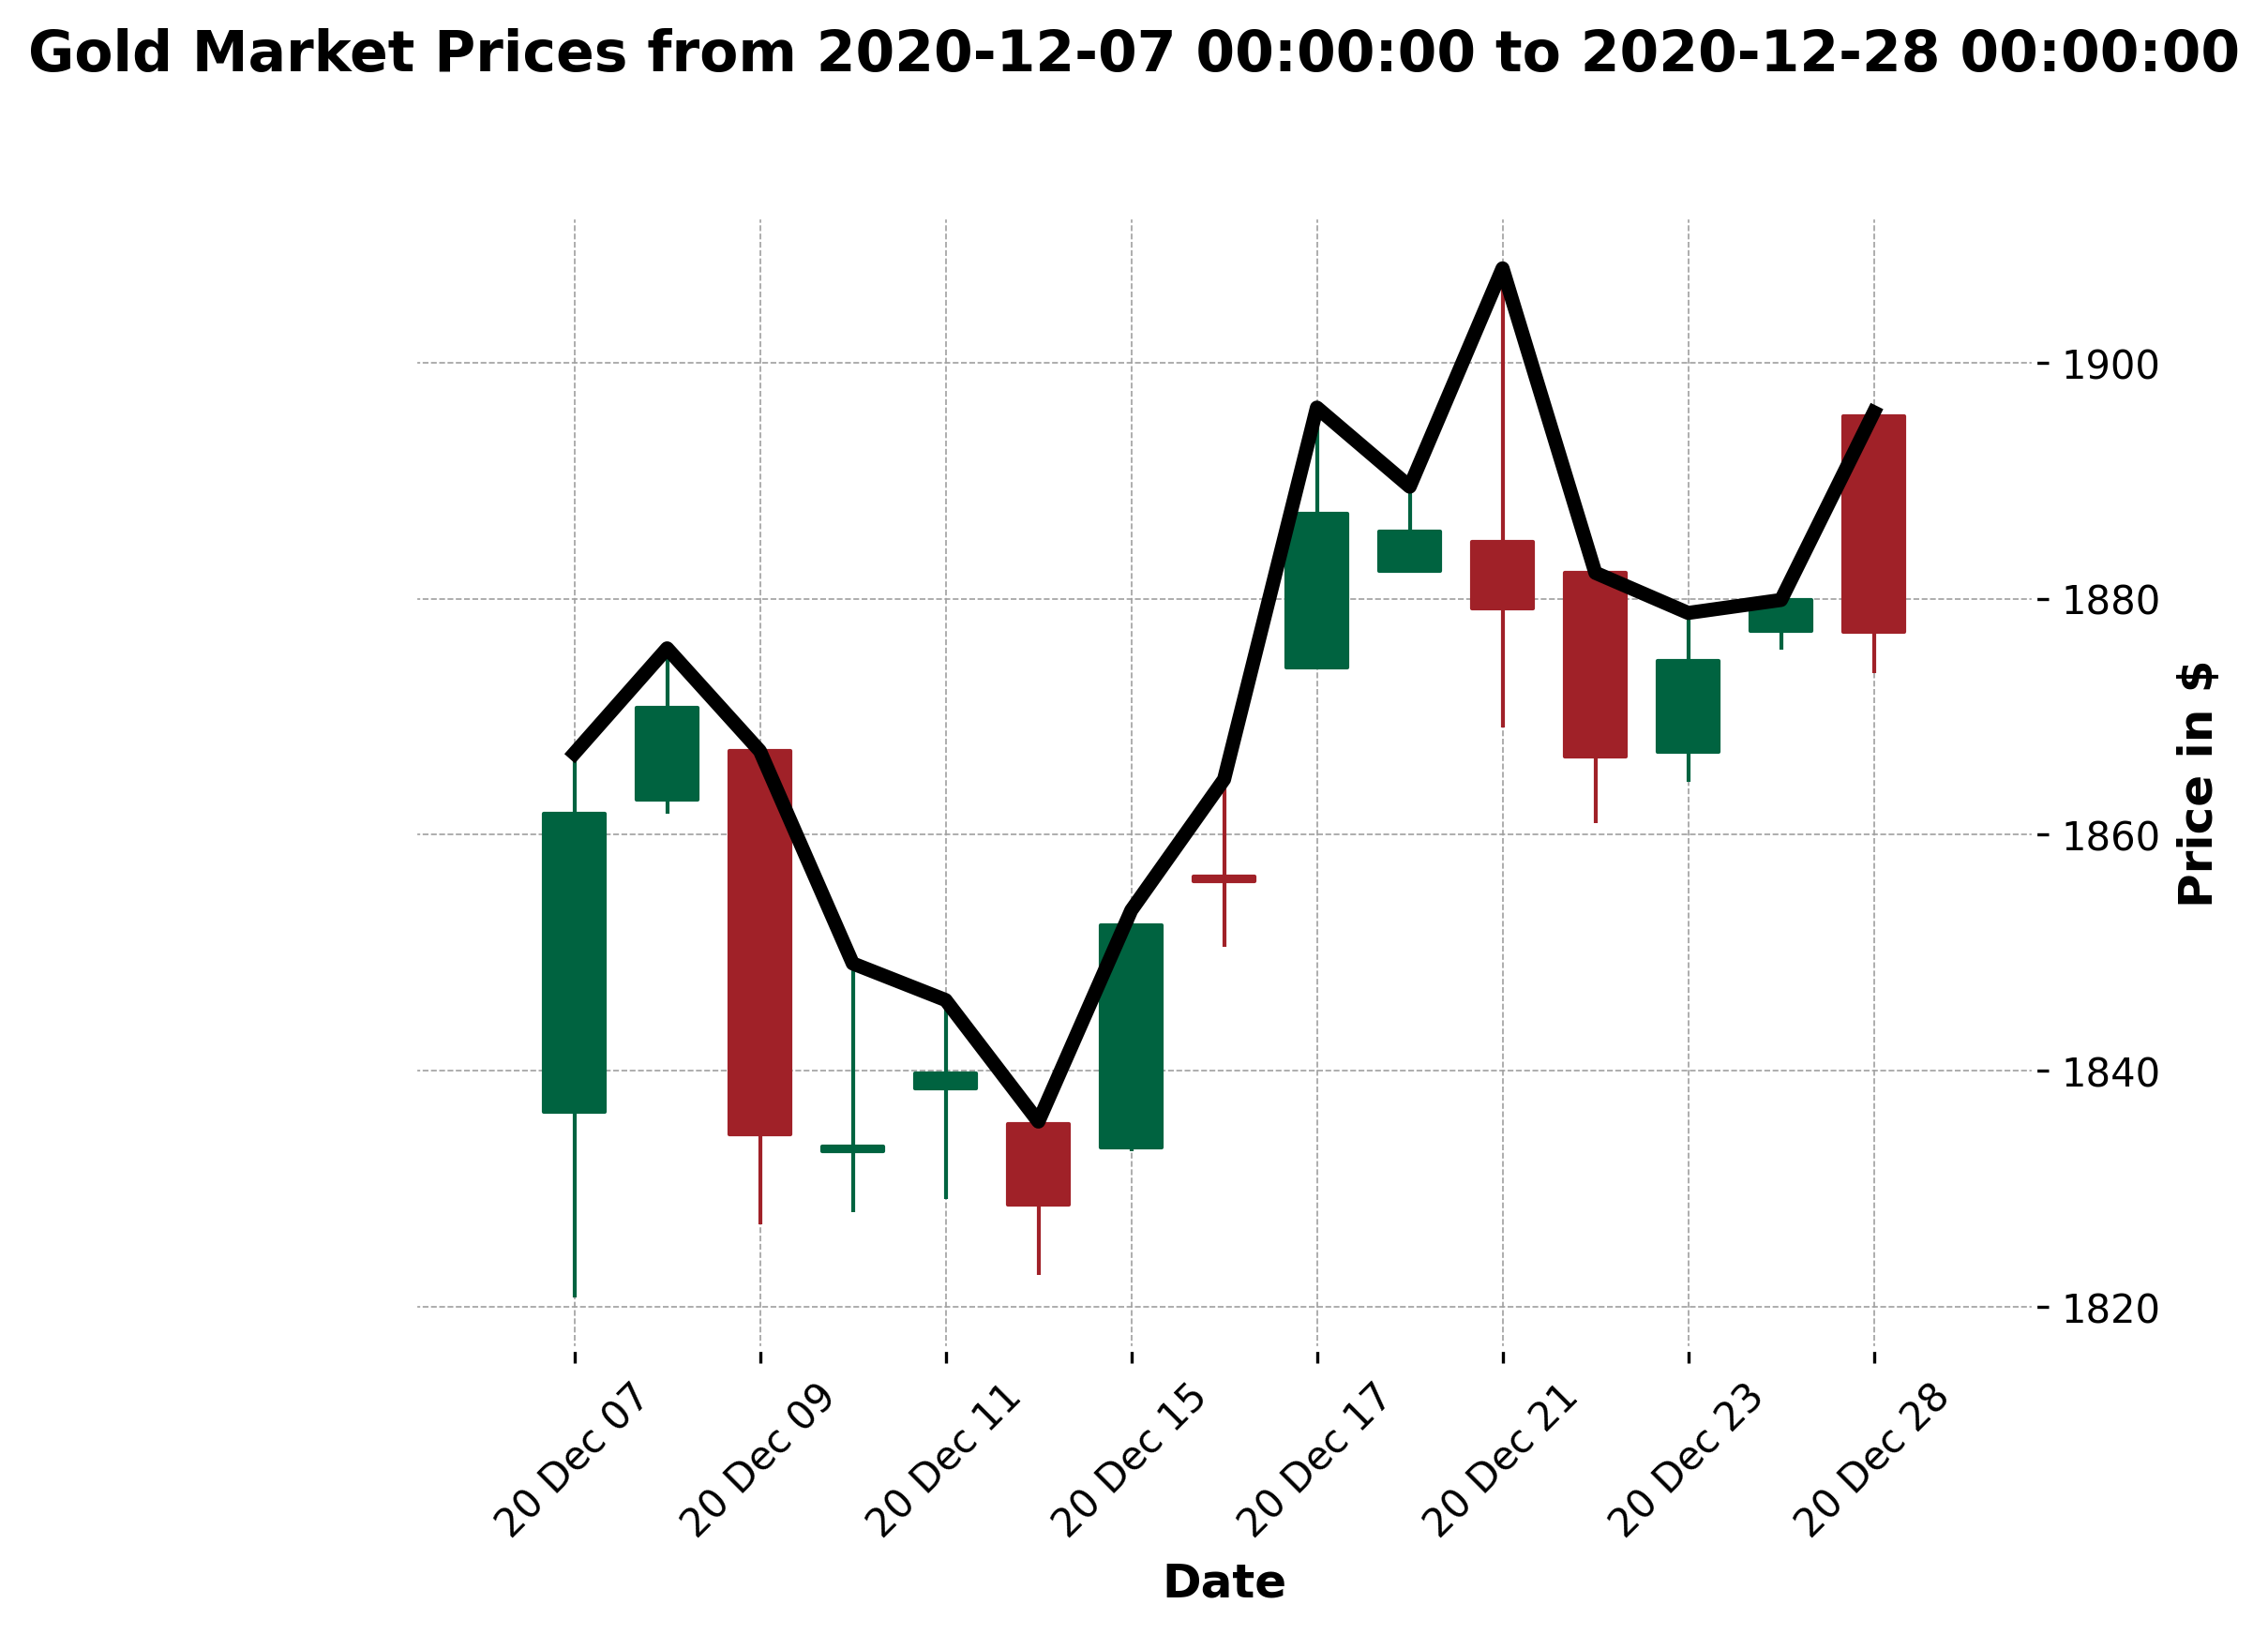 Gold Market Prices from 2020-12-07 00:00:00 to 2020-12-28 00:00:00
1900
1880
1860
1840
1820
Price in $
20 Dec 07
20 Dec 09
20 Dec 11
20 Dec 15
20 Dec 17
20 Dec 21
20 Dec 23
20 Dec 28
Date